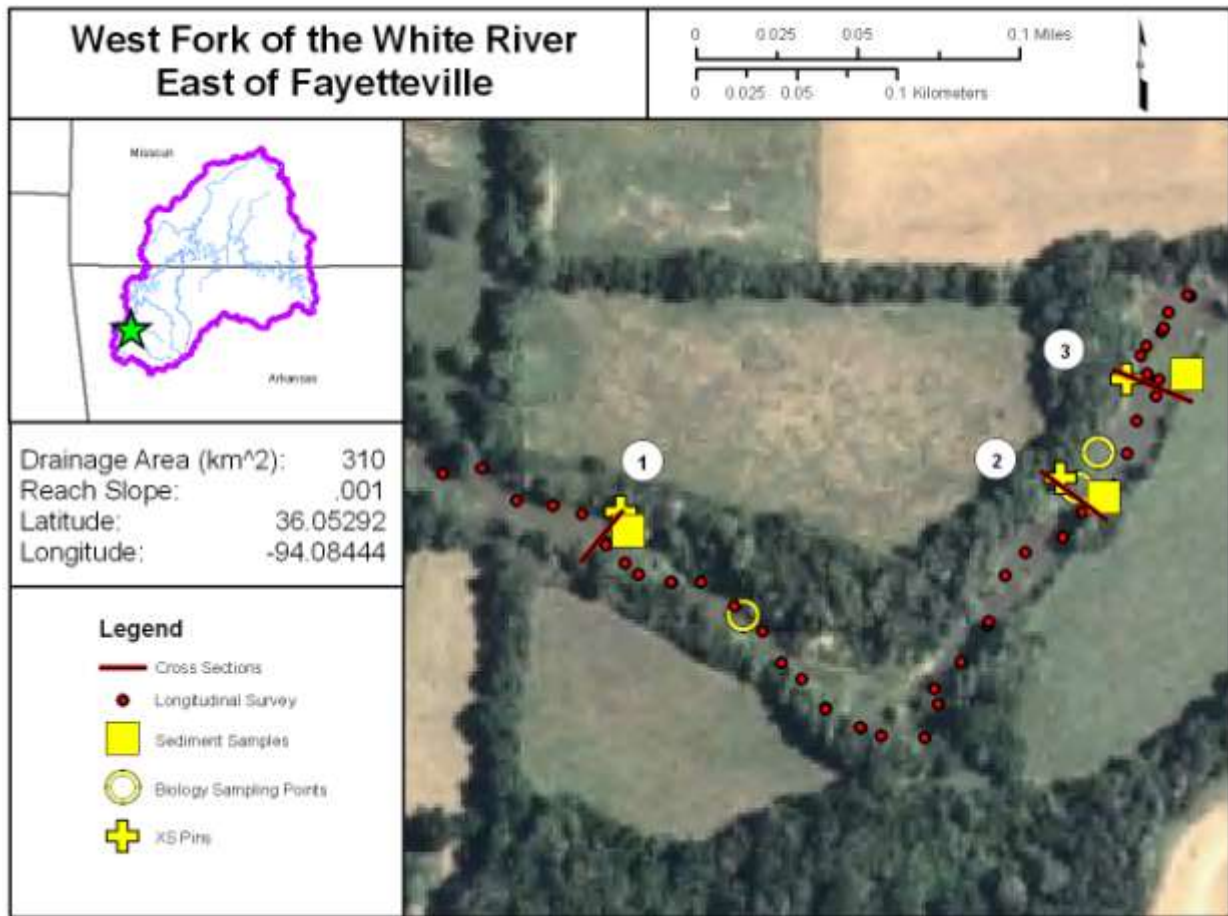 West Fork of the White River
East of Fayetteville
0 0.025 0.05 0.1 Miles
0 0.025 0.05 0.1 Kilometers
Missouri
Arkansas
Drainage Area (km^2): 310
Reach Slope: .001
Latitude: 36.05292
Longitude: -94.08444
Legend
Cross Sections
Longitudinal Survey
Sediment Samples
Biology Sampling Points
XS Pins
1
2
3